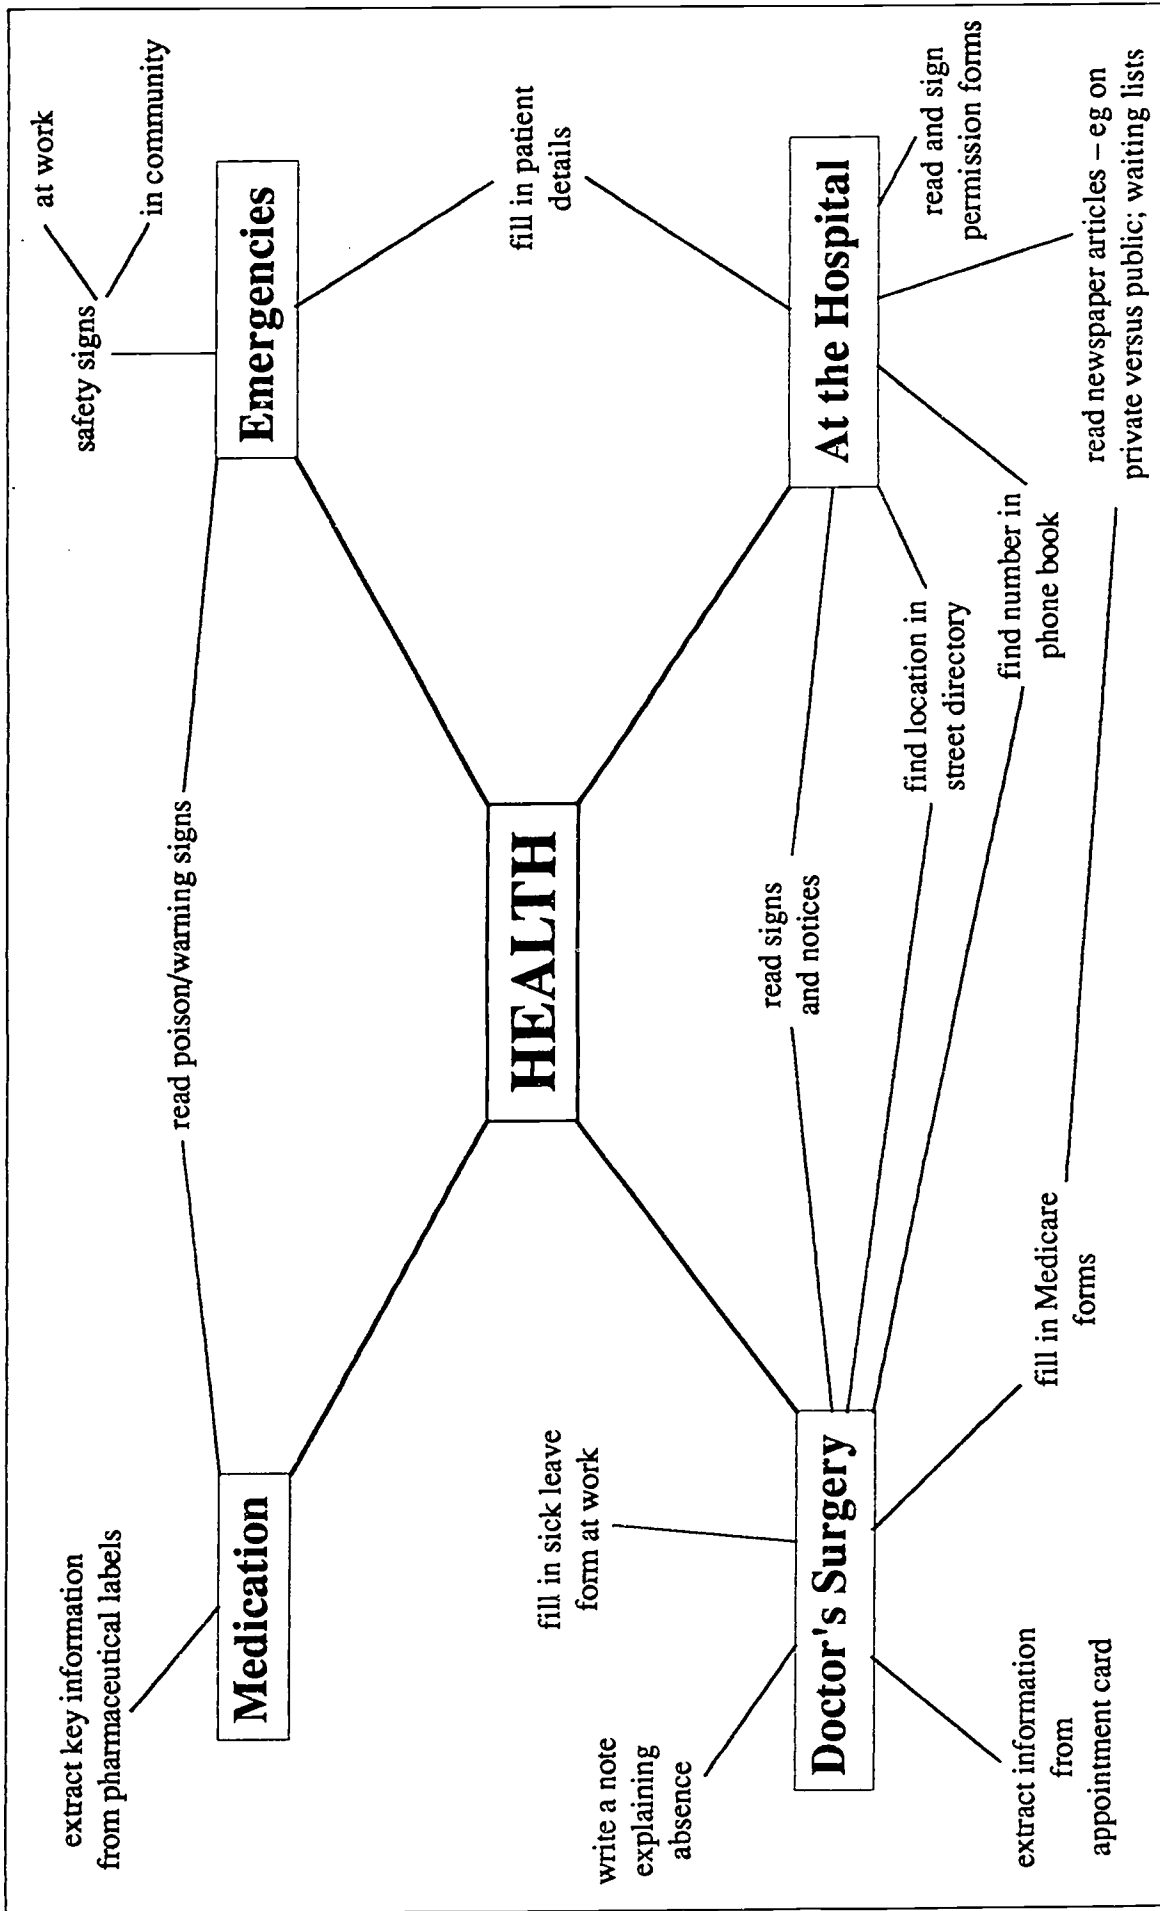 extract key information
from pharmaceutical labels
Medication
read poison/warning signs
safety signs
at work
in community
Emergencies
fill in patient
details
HEALTH
fill in sick leave
form at work
write a note
explaining
absence
Doctor's Surgery
extract information
from
appointment card
fill in Medicare
forms
read signs
and notices
find location in
street directory
find number in
phone book
At the Hospital
read and sign
permission forms
read newspaper articles – eg on
private versus public; waiting lists